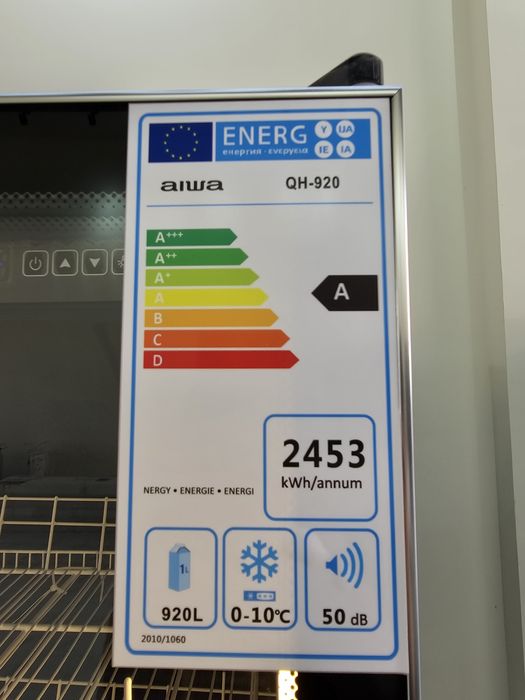 ENERG
енергия · ενεργεια
Y IJA
IE IA
aiwa QH-920
A+++
A++
A+
A
B
C
D
A
2453
kWh/annum
NERGY • ENERGIE • ENERGI
1L
920L
0-10℃
50 dB
2010/1060